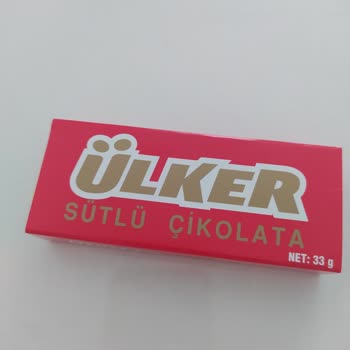 ÜLKER
SÜTLÜ ÇİKOLATA
NET: 33 g